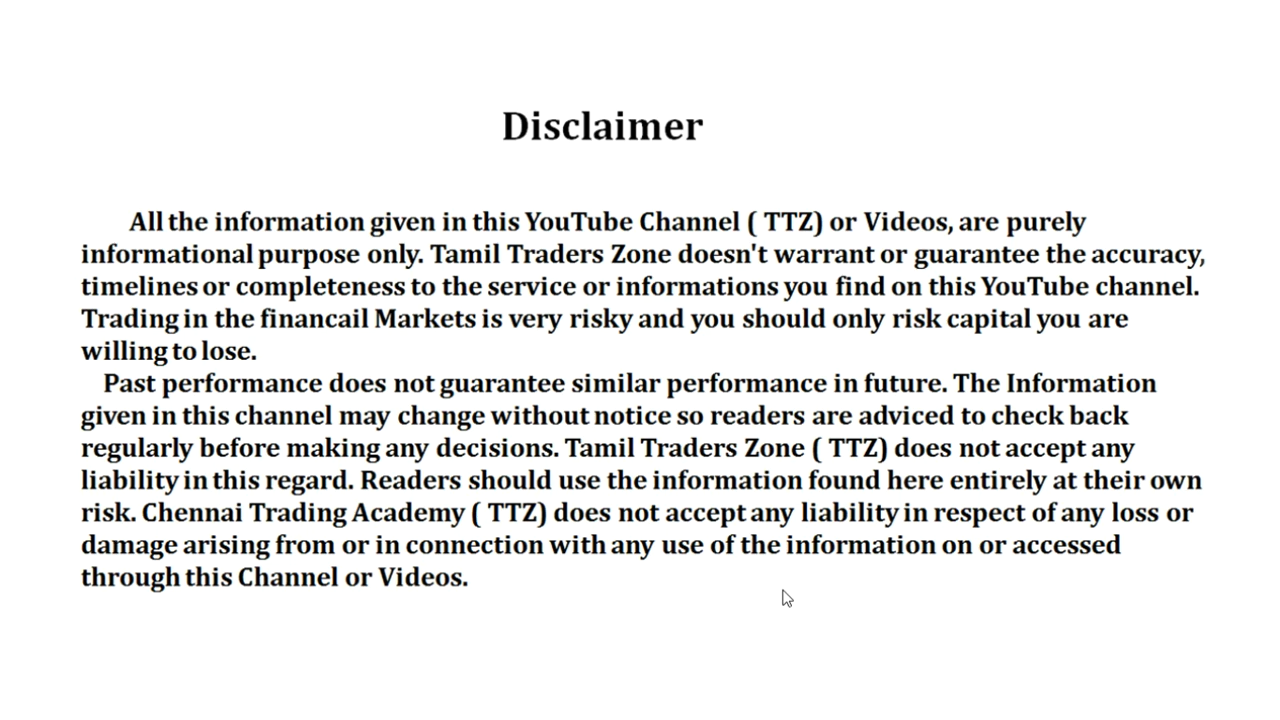 Disclaimer
All the information given in this YouTube Channel ( TTZ) or Videos, are purely
informational purpose only. Tamil Traders Zone doesn't warrant or guarantee the accuracy,
timelines or completeness to the service or informations you find on this YouTube channel.
Trading in the financail Markets is very risky and you should only risk capital you are
willing to lose.
Past performance does not guarantee similar performance in future. The Information
given in this channel may change without notice so readers are adviced to check back
regularly before making any decisions. Tamil Traders Zone ( TTZ) does not accept any
liability in this regard. Readers should use the information found here entirely at their own
risk. Chennai Trading Academy ( TTZ) does not accept any liability in respect of any loss or
damage arising from or in connection with any use of the information on or accessed
through this Channel or Videos.